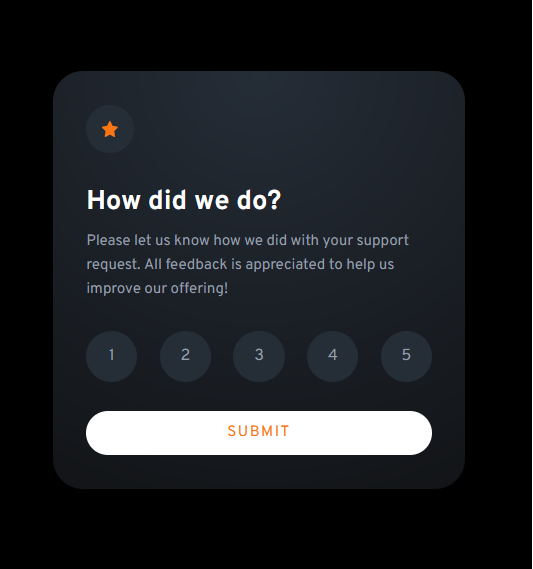 How did we do?
Please let us know how we did with your support
request. All feedback is appreciated to help us
improve our offering!
1 2 3 4 5
SUBMIT